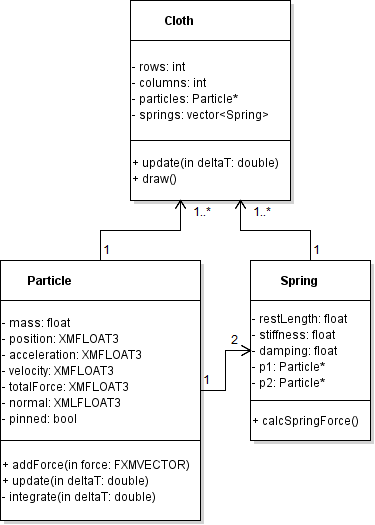 Cloth
- rows: int
- columns: int
- particles: Particle*
- springs: vector<Spring>
+ update(in deltaT: double)
+ draw()
1..*
1..*
1
1
Particle
- mass: float
- position: XMFLOAT3
- acceleration: XMFLOAT3
- velocity: XMFLOAT3
- totalForce: XMFLOAT3
- normal: XMLFLOAT3
- pinned: bool
+ addForce(in force: FXMVECTOR)
+ update(in deltaT: double)
- integrate(in deltaT: double)
2
1
Spring
- restLength: float
- stiffness: float
- damping: float
- p1: Particle*
- p2: Particle*
+ calcSpringForce()